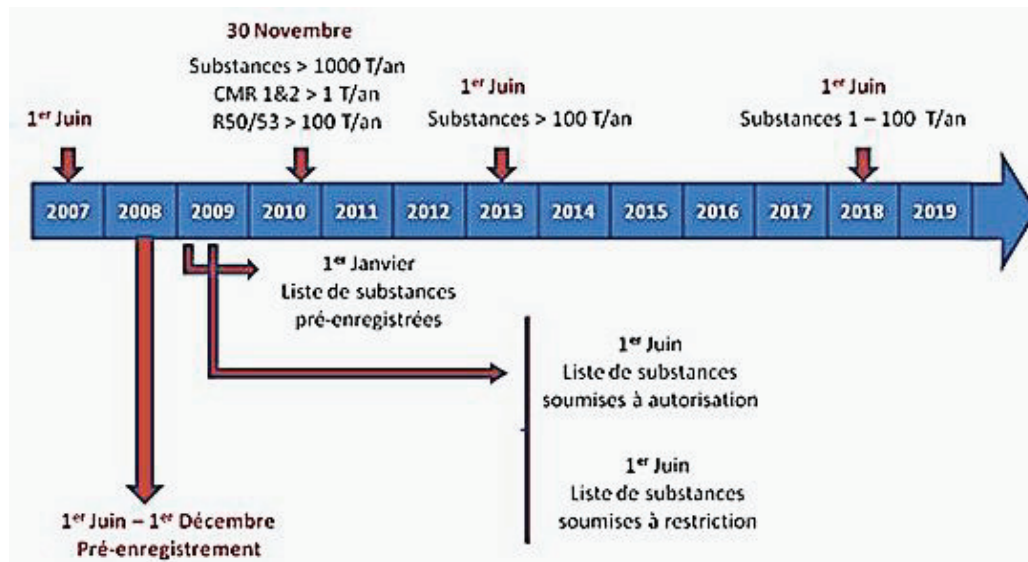 30 Novembre
Substances > 1000 T/an
CMR 1&2 > 1 T/an
R50/53 > 100 T/an
1er Juin
1er Juin
Substances > 100 T/an
1er Juin
Substances 1 – 100 T/an
2007 2008 2009 2010 2011 2012 2013 2014 2015 2016 2017 2018 2019
1er Janvier
Liste de substances
pré-enregistrées
1er Juin
Liste de substances
soumises à autorisation
1er Juin
Liste de substances
soumises à restriction
1er Juin – 1er Décembre
Pré-enregistrement